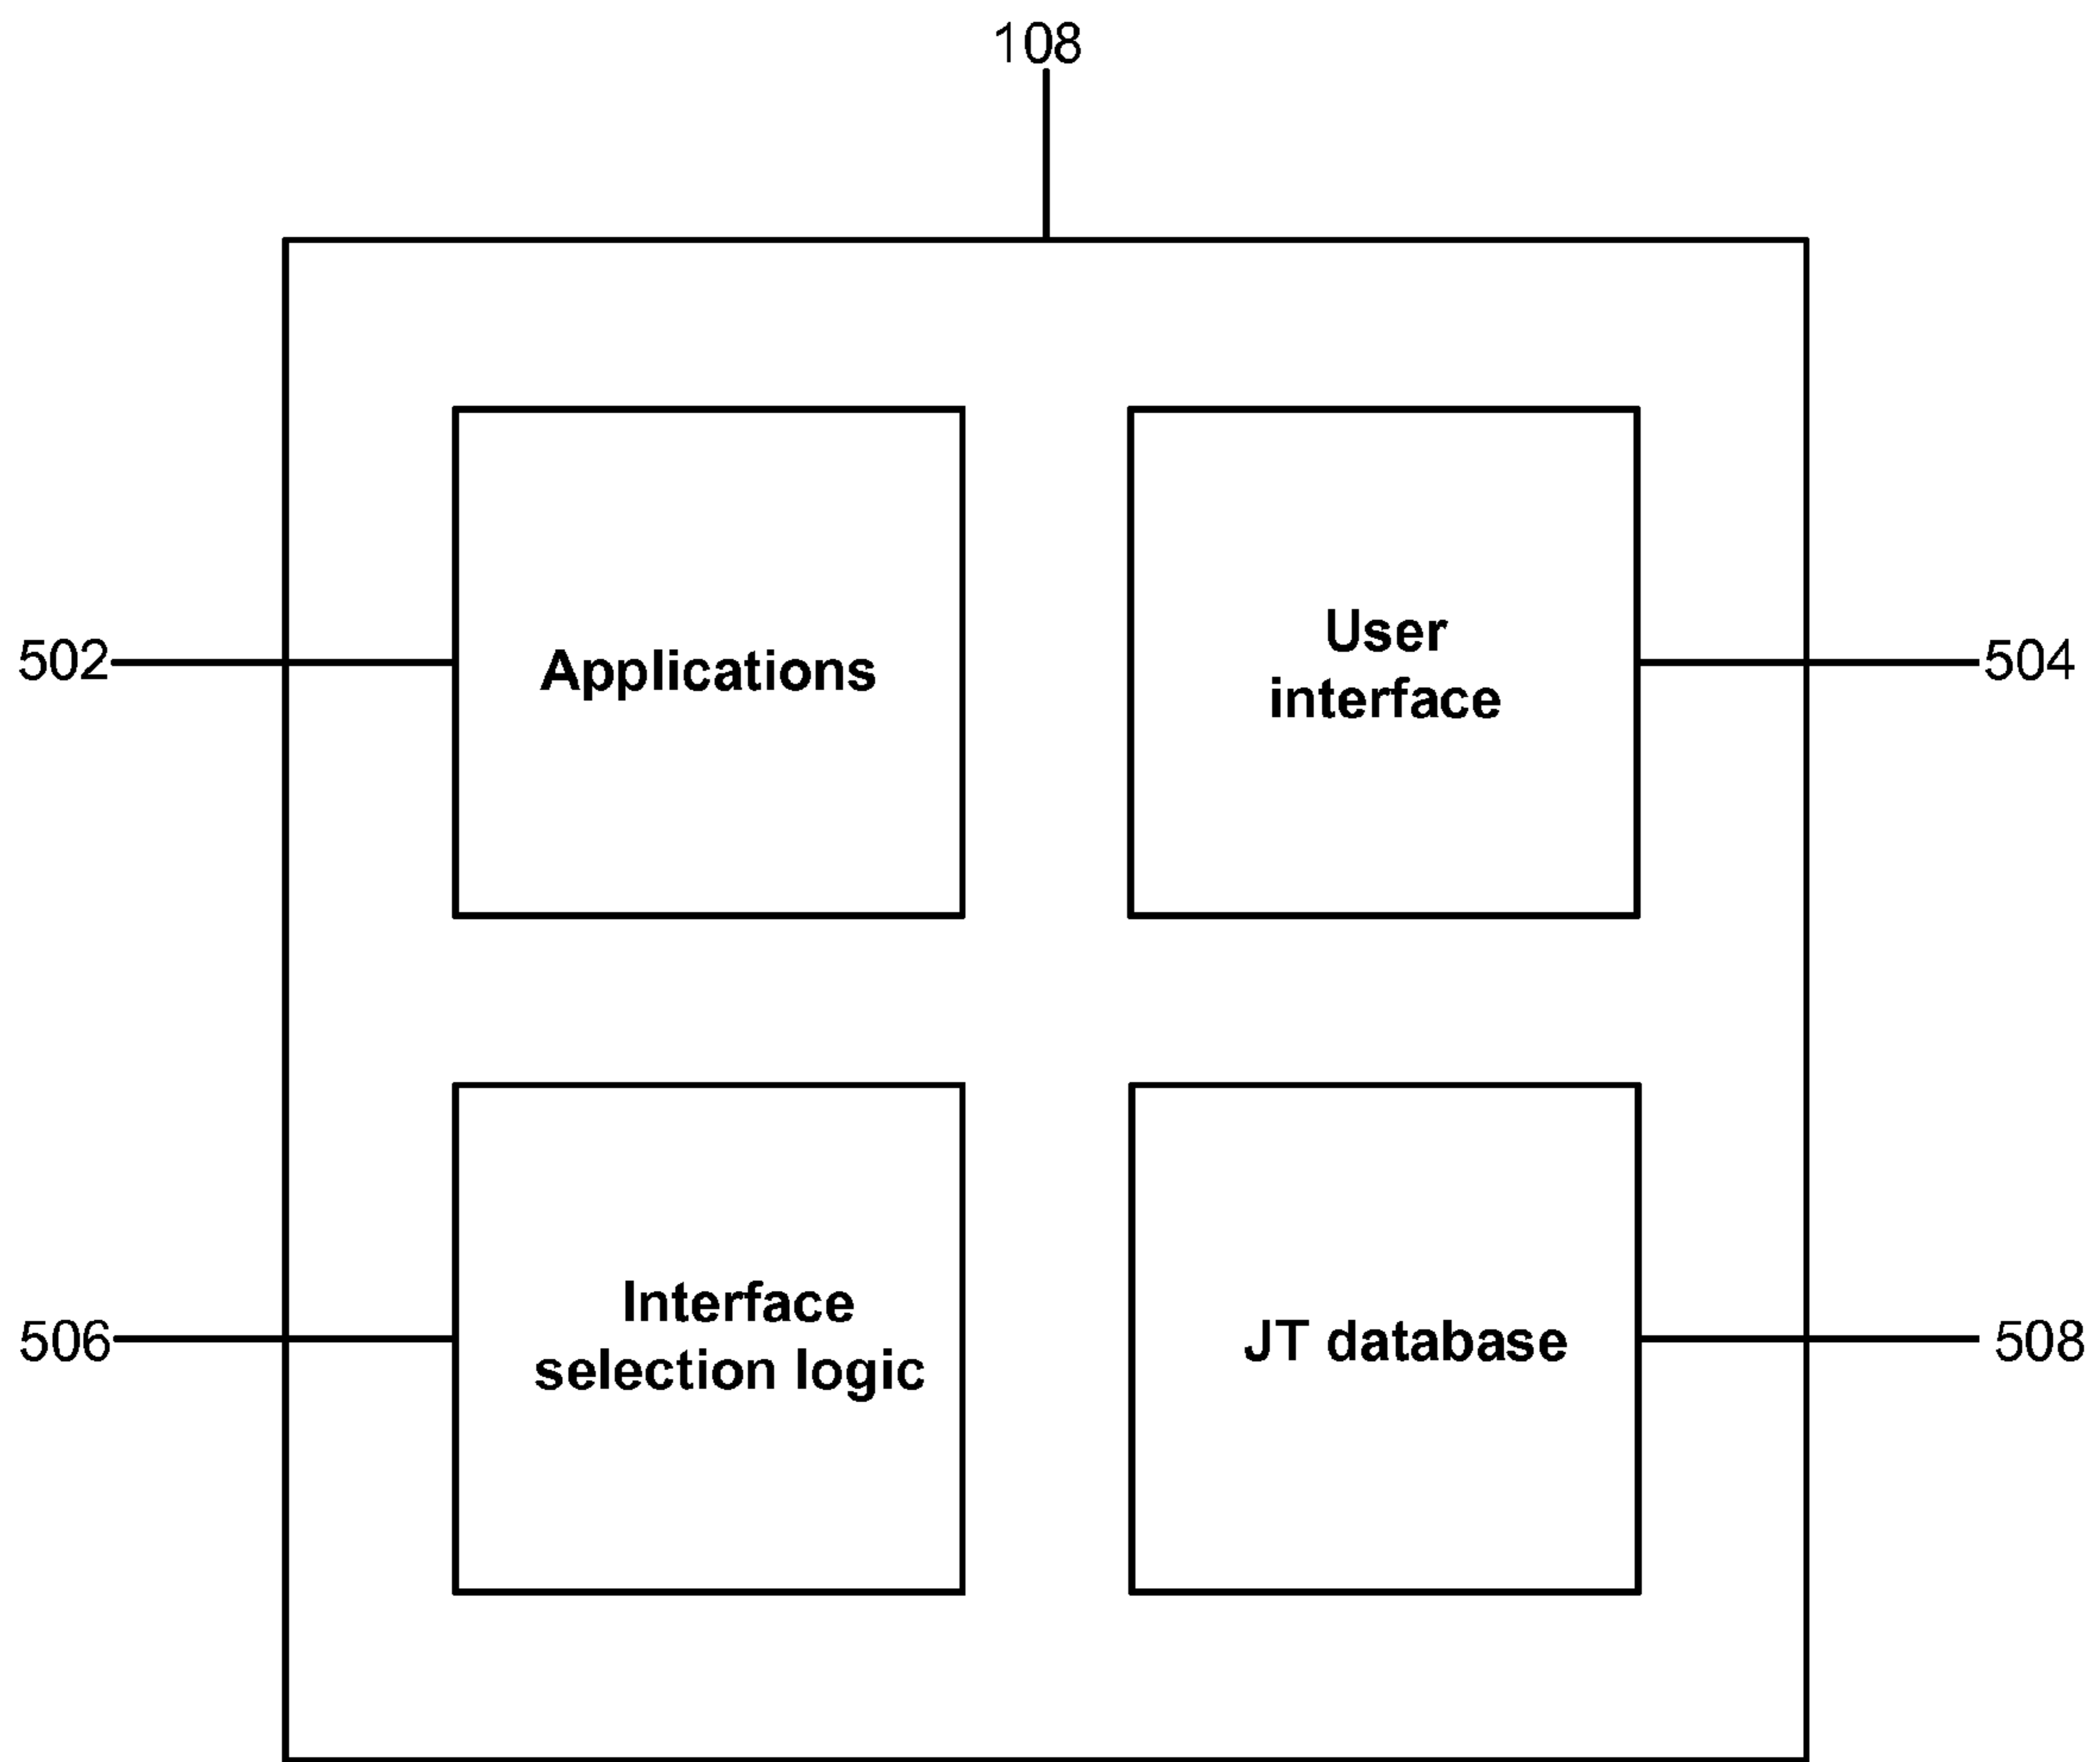 108
502
Applications
User
interface
504
506
Interface
selection logic
JT database
508